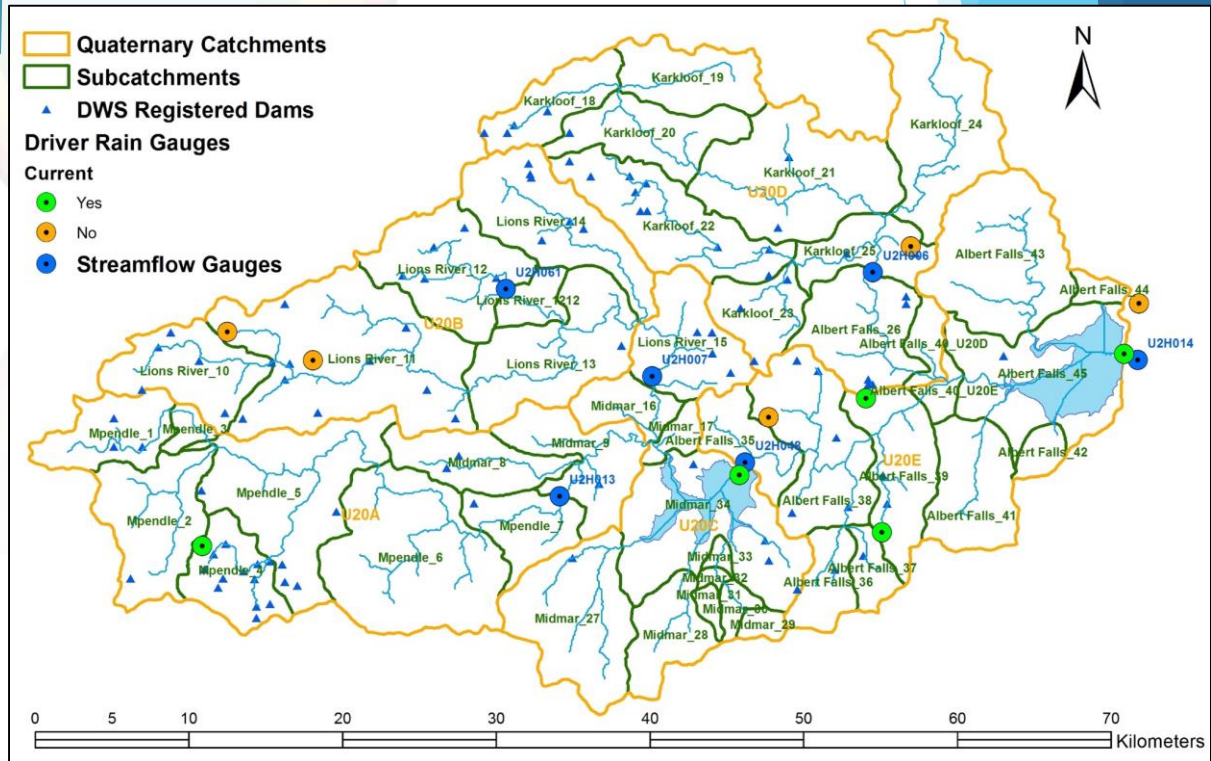 Quaternary Catchments
Subcatchments
DWS Registered Dams
Driver Rain Gauges
Current
Yes
No
Streamflow Gauges
N
Karkloof_19
Karkloof_18
Karkloof_20
Karkloof_24
Karkloof_21
U20D
Lions River_14
Karkloof_22
Karkloof_25
U2H006
Albert Falls_43
Lions River_12
U2H061
Lions River_1212
Albert Falls_44
U20B
Karkloof_23
Albert Falls_26
Albert Falls_40_U20D
Lions River_11
Lions River_13
Lions River_15
U2H007
U2H014
Lions River_10
Albert Falls_45
Albert Falls_40_U20E
Midmar_16
Mpendle_1
Mpendle_3
Midmar_17
Albert Falls_35
U2H048
Midmar_9
Midmar_8
Albert Falls_42
U20E
Albert Falls_39
Mpendle_5
U2H013
Midmar_34
Albert Falls_38
Albert Falls_41
Mpendle_2
U20A
Mpendle_7
U20C
Mpendle_6
Midmar_33
Mpendle_4
Midmar_32
Albert Falls_37
Albert Falls_36
Midmar_31
Midmar_30
Midmar_27
Midmar_28
Midmar_29
0 5 10 20 30 40 50 60 70
Kilometers